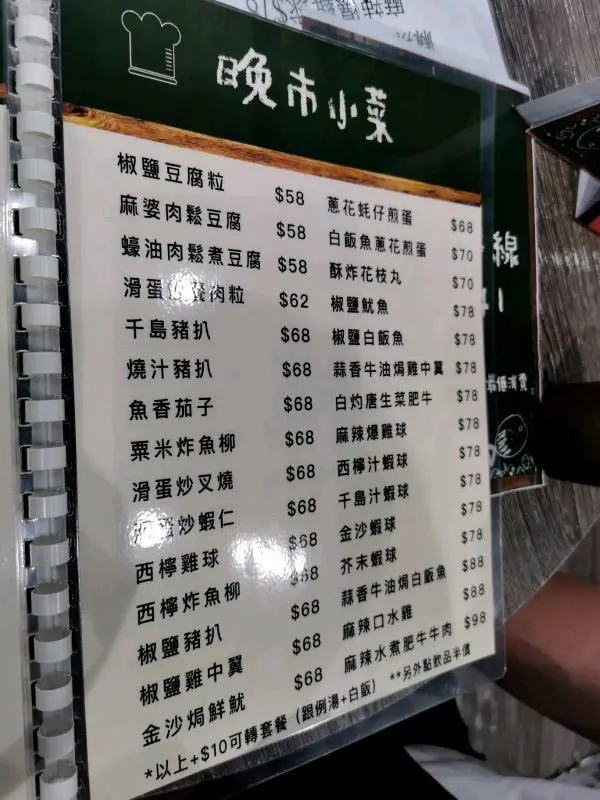 晚市小菜
椒鹽豆腐粒 $58
麻婆肉鬆豆腐 $58
蠔油肉鬆煮豆腐 $58
滑蛋肉粒 $62
千島豬扒 $68
燒汁豬扒 $68
魚香茄子 $68
粟米炸魚柳 $68
滑蛋炒叉燒 $68
炒蝦仁 $68
西檸雞球 $68
西檸炸魚柳 $68
椒鹽豬扒 $68
椒鹽雞中翼 $68
金沙焗鮮魷 $68
蔥花蚝仔煎蛋 $68
白飯魚蔥花煎蛋 $70
酥炸花枝丸 $70
椒鹽魷魚 $78
椒鹽白飯魚 $78
蒜香牛油焗雞中翼 $78
白灼唐生菜肥牛 $78
麻辣爆雞球 $78
西檸汁蝦球 $78
千島汁蝦球 $78
金沙蝦球 $78
芥末蝦球 $78
蒜香牛油焗白飯魚 $88
麻辣口水雞 $88
麻辣水煮肥牛牛肉 $98
*以上+$10可轉套餐（跟例湯+白飯） **另外點飲品半價
線